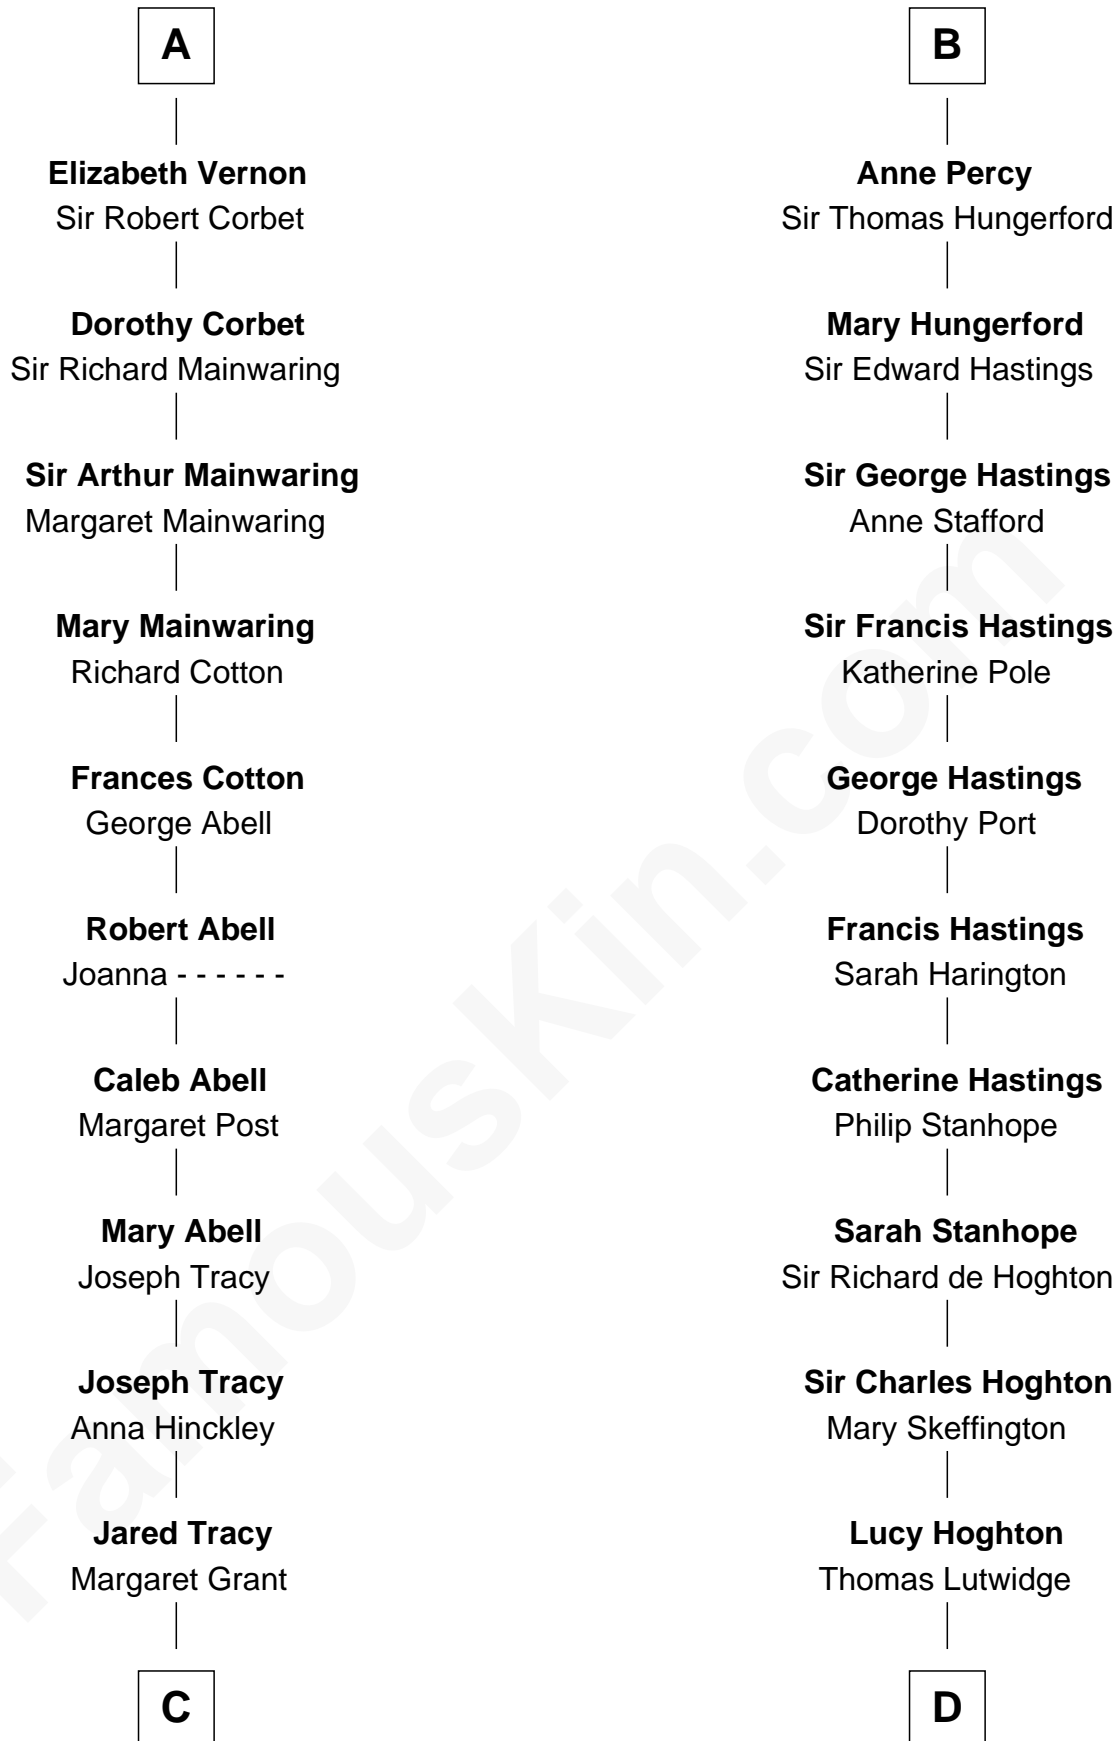 A
Elizabeth Vernon
Sir Robert Corbet
Dorothy Corbet
Sir Richard Mainwaring
Sir Arthur Mainwaring
Margaret Mainwaring
Mary Mainwaring
Richard Cotton
Frances Cotton
George Abell
Robert Abell
Joanna - - - - - -
Caleb Abell
Margaret Post
Mary Abell
Joseph Tracy
Joseph Tracy
Anna Hinckley
Jared Tracy
Margaret Grant
C
B
Anne Percy
Sir Thomas Hungerford
Mary Hungerford
Sir Edward Hastings
Sir George Hastings
Anne Stafford
Sir Francis Hastings
Katherine Pole
George Hastings
Dorothy Port
Francis Hastings
Sarah Harington
Catherine Hastings
Philip Stanhope
Sarah Stanhope
Sir Richard de Hoghton
Sir Charles Hoghton
Mary Skeffington
Lucy Hoghton
Thomas Lutwidge
D
FamousKin.com